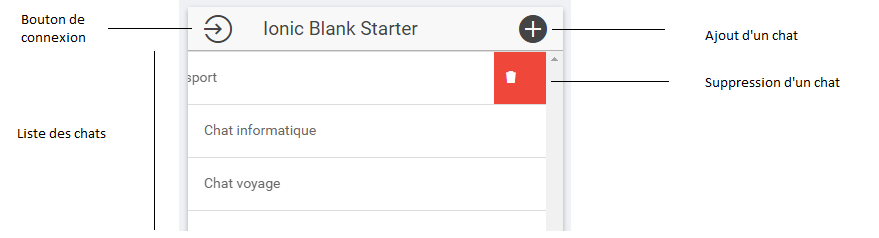 Bouton de
connexion
Ionic Blank Starter
Ajout d'un chat
sport
Suppression d'un chat
Liste des chats
Chat informatique
Chat voyage